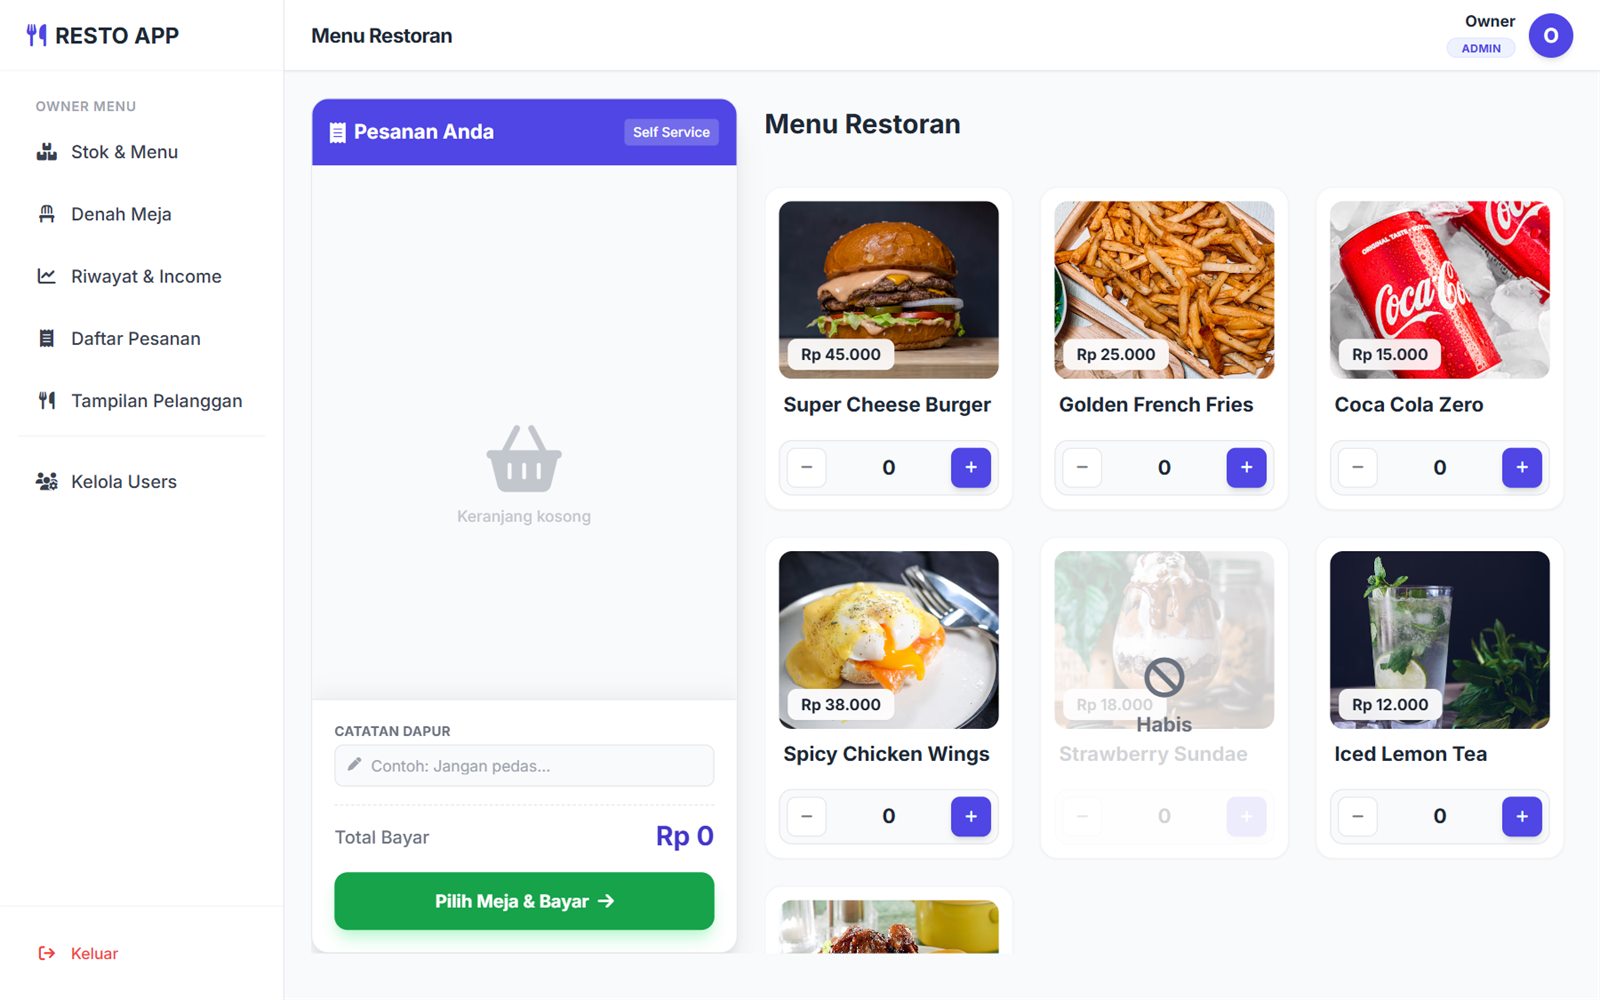 RESTO APP
OWNER MENU
Stok & Menu
Denah Meja
Riwayat & Income
Daftar Pesanan
Tampilan Pelanggan
Kelola Users
Keluar
Menu Restoran
Owner
ADMIN
O
Pesanan Anda
Self Service
Keranjang kosong
CATATAN DAPUR
Contoh: Jangan pedas...
Total Bayar
Rp 0
Pilih Meja & Bayar →
Menu Restoran
ORIGINAL TASTE
Coca-Co
Rp 45.000
Rp 25.000
Rp 15.000
Super Cheese Burger
Golden French Fries
Coca Cola Zero
− 0 +
− 0 +
− 0 +
Rp 38.000
Rp 18.000
Rp 12.000
Habis
Spicy Chicken Wings
Strawberry Sundae
Iced Lemon Tea
− 0 +
− 0 +
− 0 +